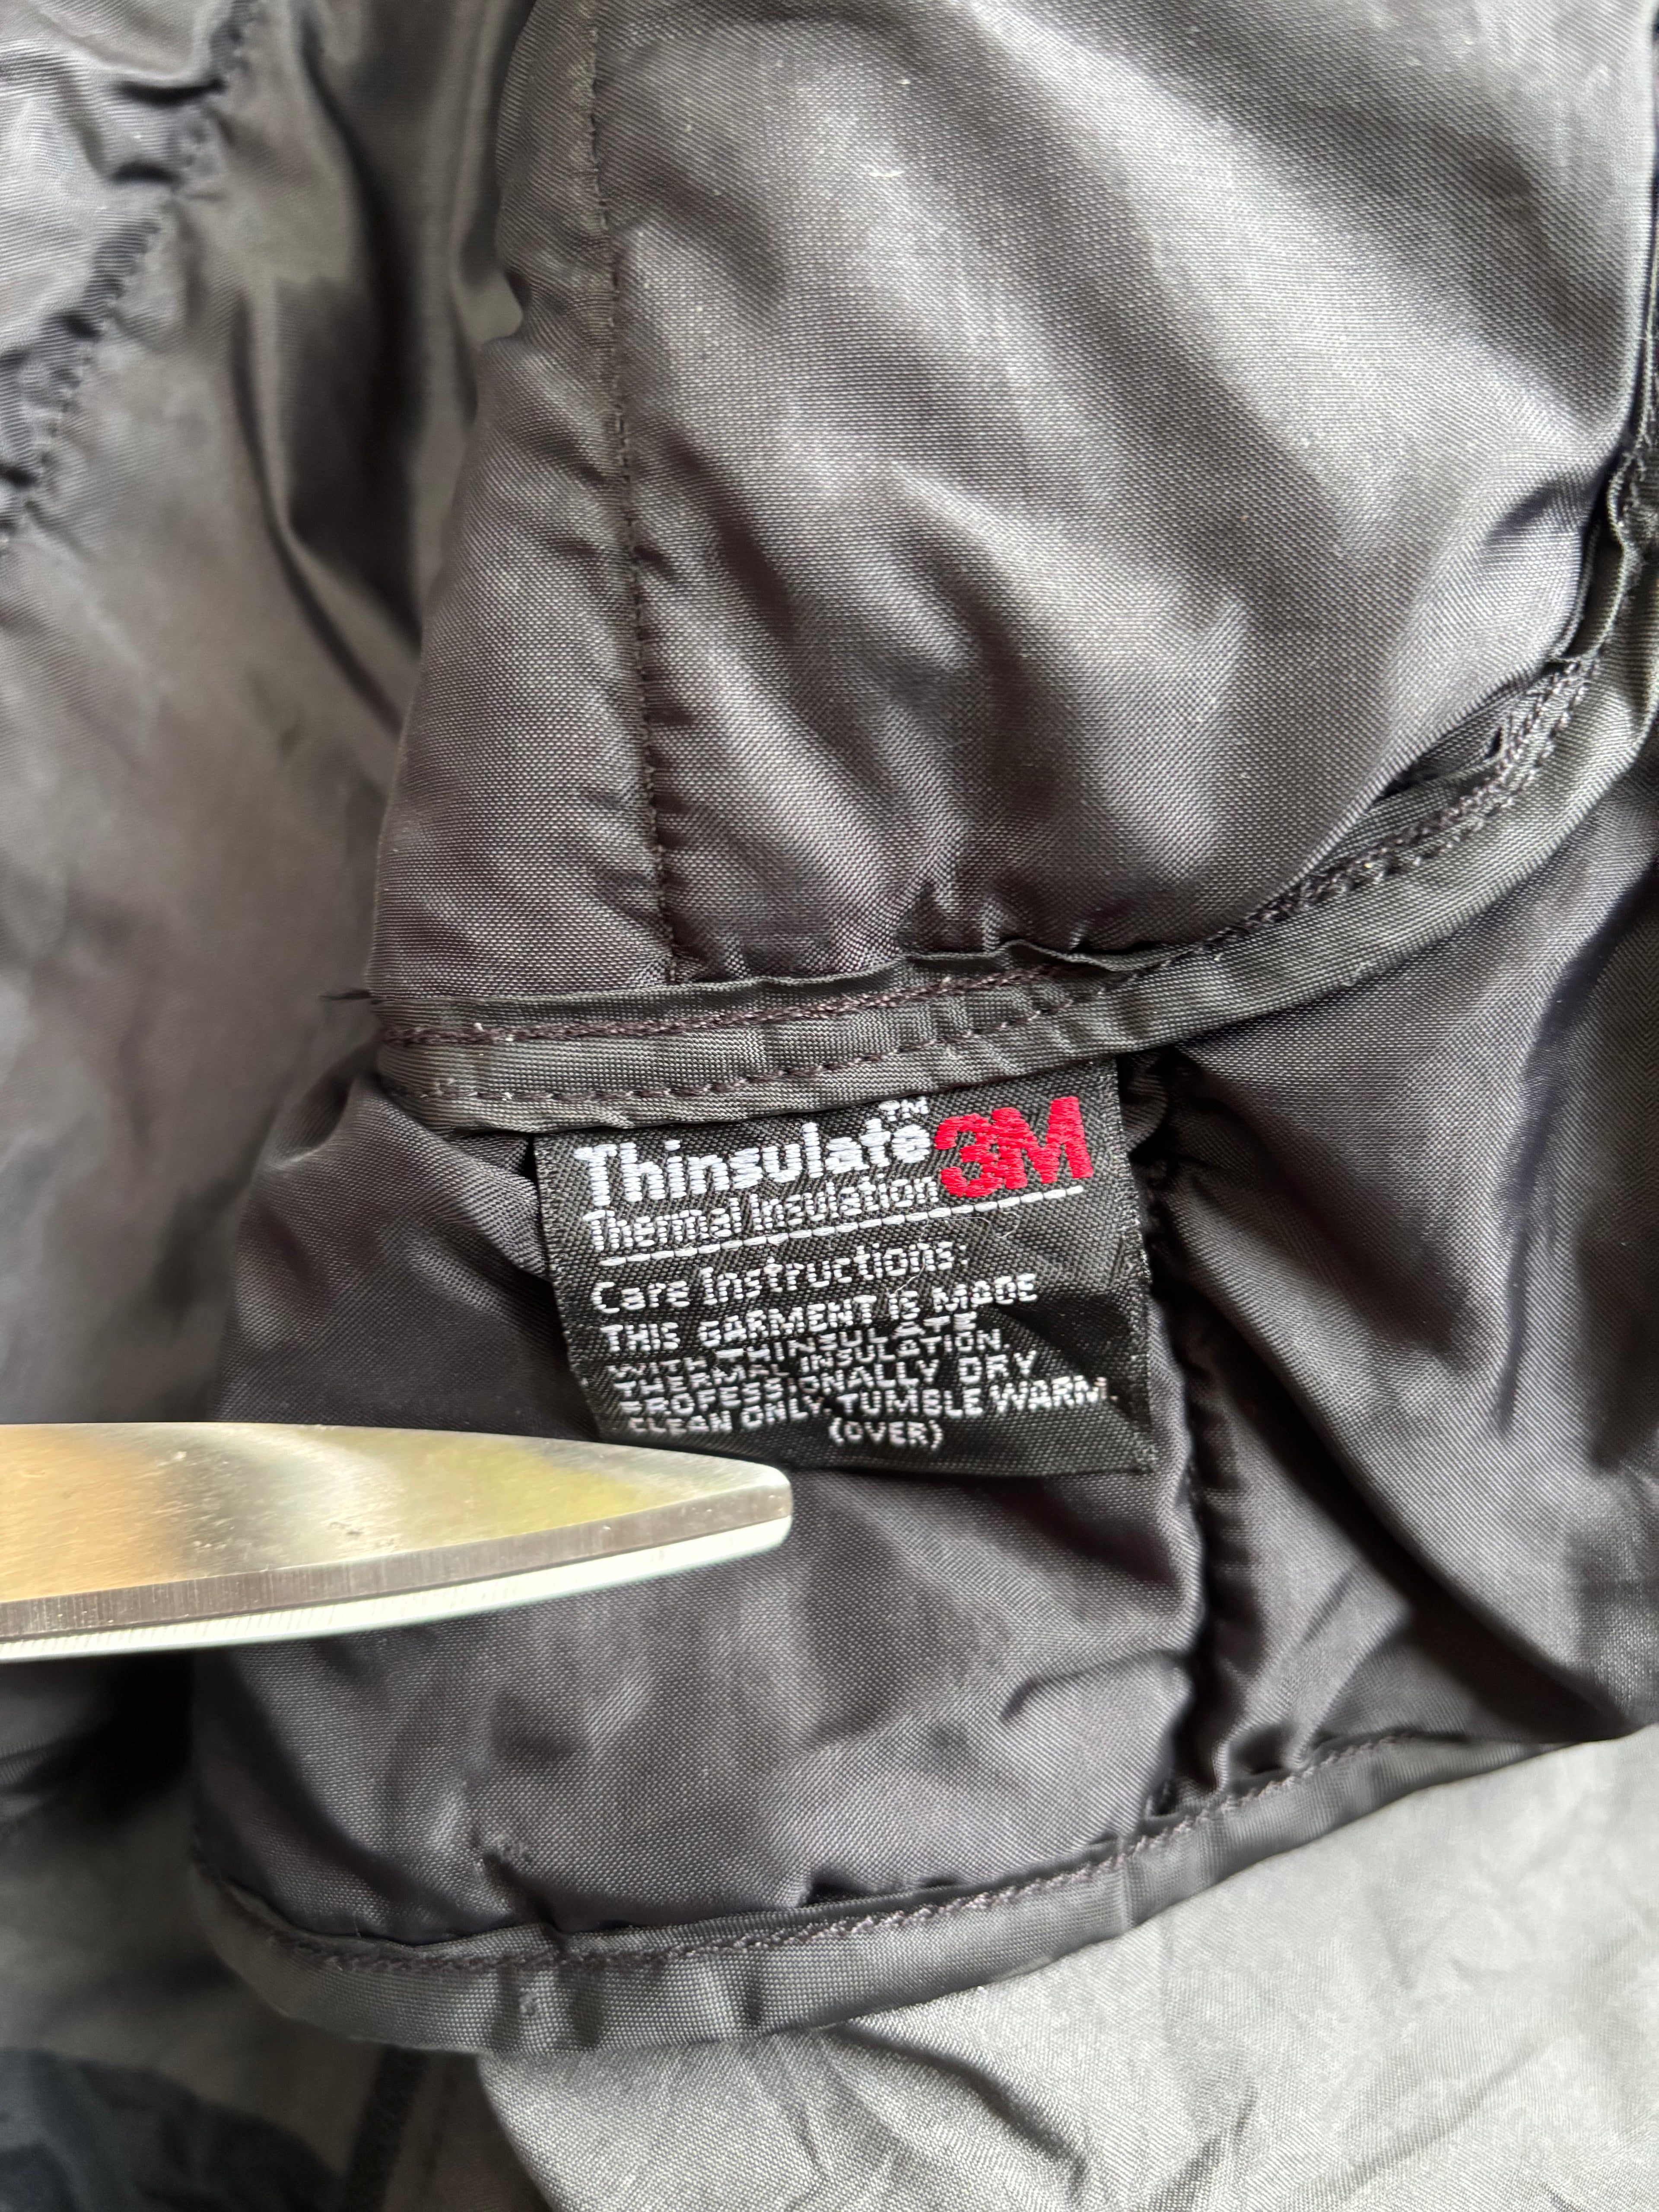 Thinsulate™ 3M
Thermal Insulation
Care Instructions:
THIS GARMENT IS MADE
WITH THINSULATE
THERMAL INSULATION
PROFESSIONALLY DRY
CLEAN ONLY TUMBLE WARM.
(OVER)